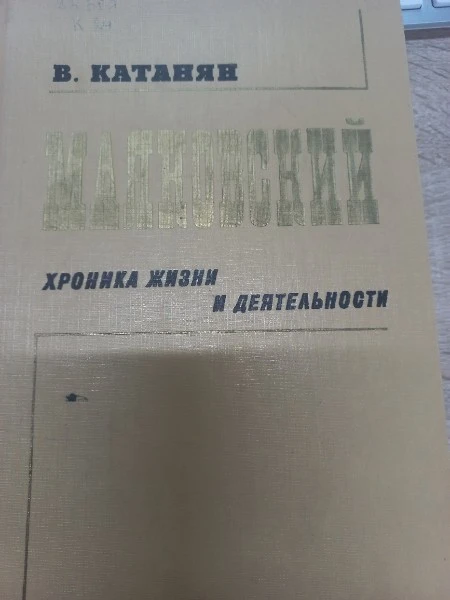 В. КАТАНЯН
МАЯКОВСКИЙ
ХРОНИКА ЖИЗНИ
И ДЕЯТЕЛЬНОСТИ